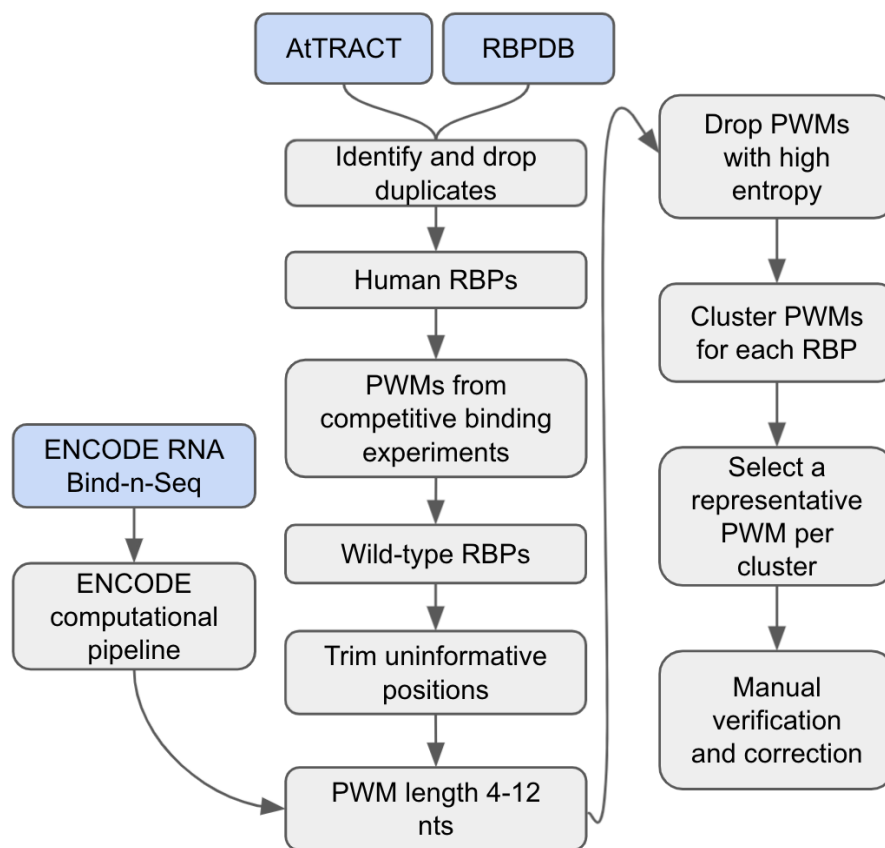 AtTRACT
RBPDB
Identify and drop
duplicates
Human RBPs
PWMs from
competitive binding
experiments
Wild-type RBPs
Trim uninformative
positions
PWM length 4-12
nts
ENCODE RNA
Bind-n-Seq
ENCODE
computational
pipeline
Drop PWMs
with high
entropy
Cluster PWMs
for each RBP
Select a
representative
PWM per
cluster
Manual
verification
and correction